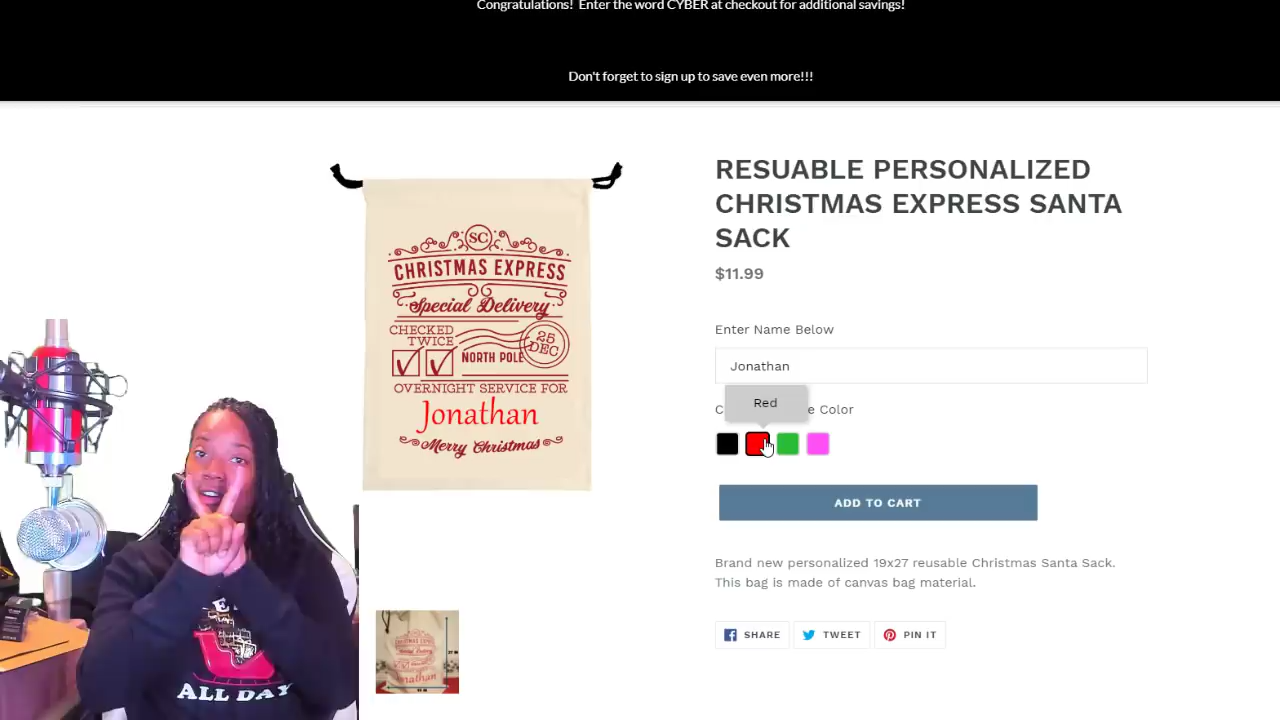 Congratulations!  Enter the word CYBER at checkout for additional savings!
Don't forget to sign up to save even more!!!
SC
CHRISTMAS EXPRESS
Special Delivery
CHECKED
TWICE
25
DEC
NORTH POLE
OVERNIGHT SERVICE FOR
Jonathan
Merry Christmas
RESUABLE PERSONALIZED
CHRISTMAS EXPRESS SANTA
SACK
$11.99
Enter Name Below
Jonathan
Red
C e Color
ADD TO CART
Brand new personalized 19x27 reusable Christmas Santa Sack.
This bag is made of canvas bag material.
SHARE
TWEET
PIN IT
ALL DAY
Jonathan